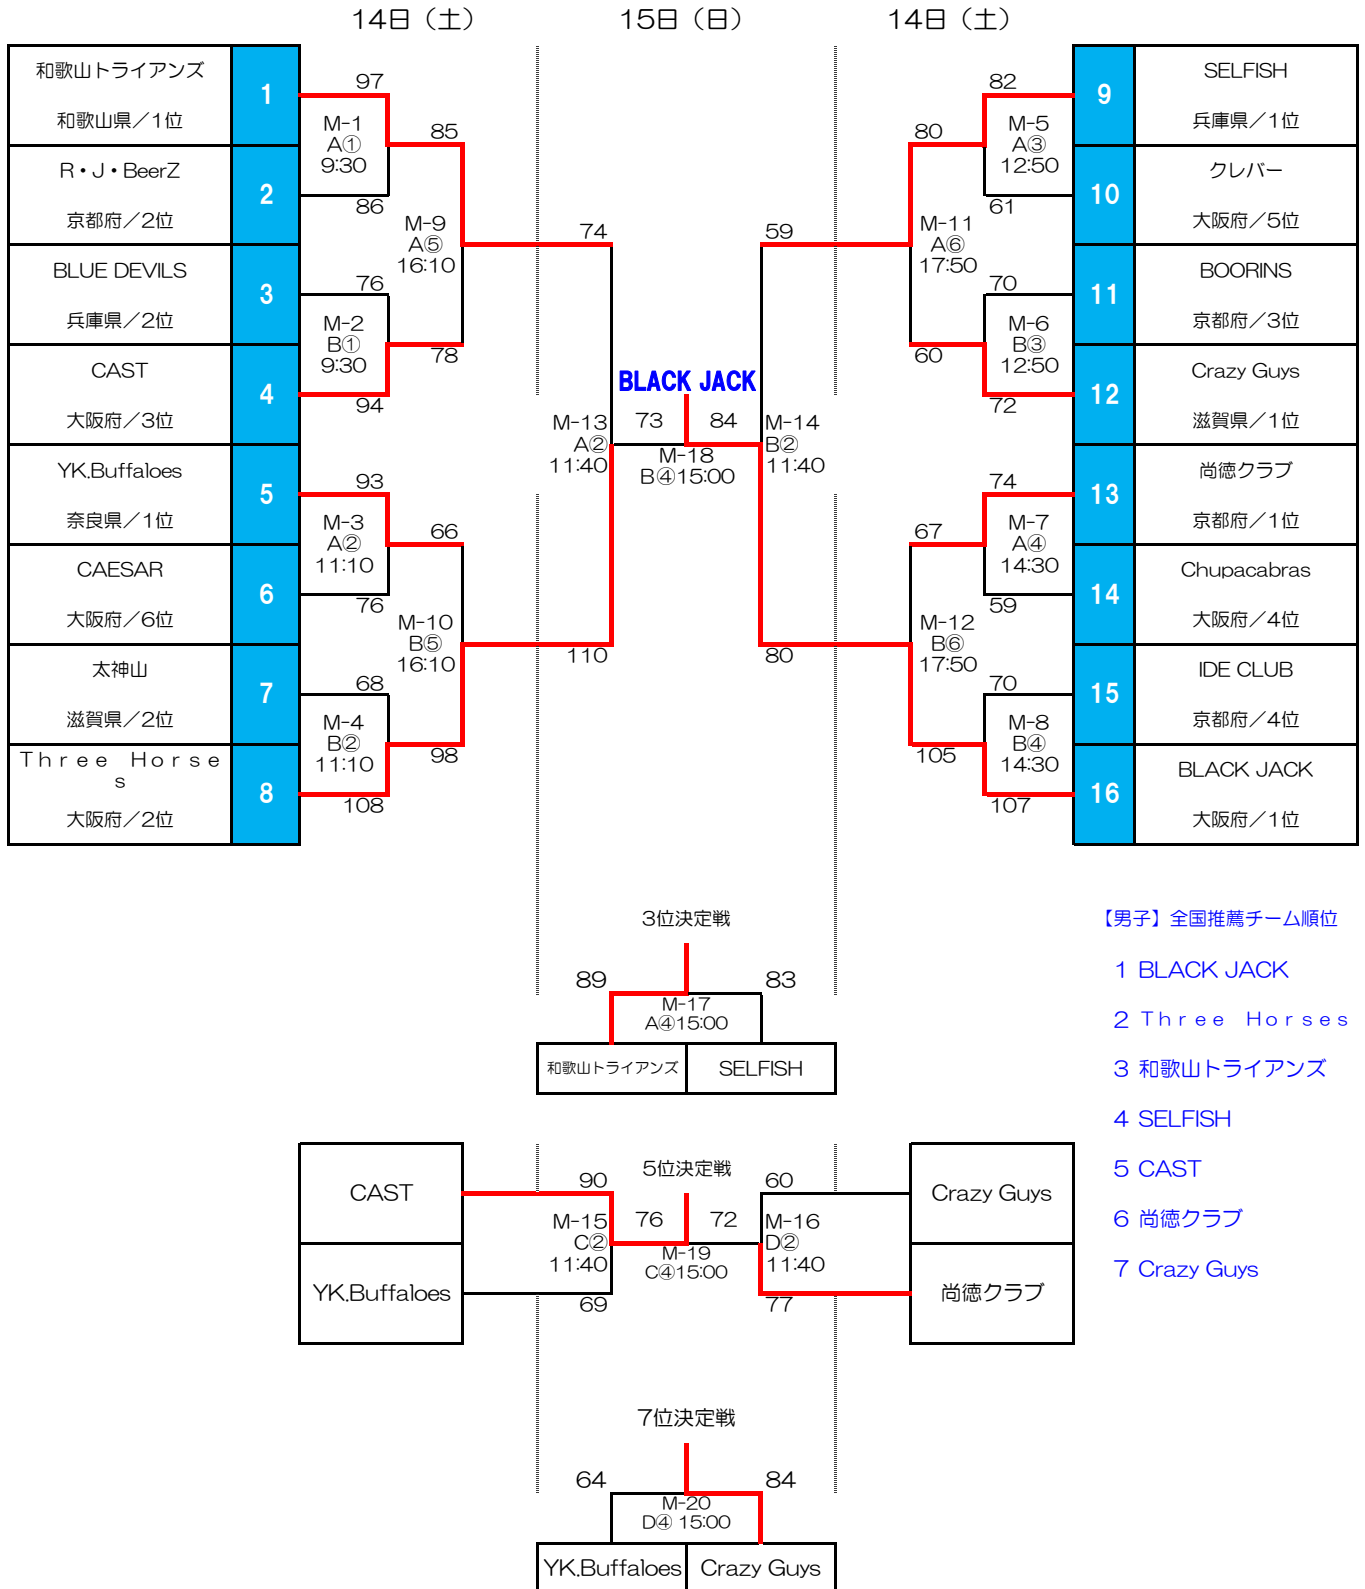 14日（土）
15日（日）
14日（土）
和歌山トライアンズ
和歌山県／1位
1
R・J・BeerZ
京都府／2位
2
BLUE DEVILS
兵庫県／2位
3
CAST
大阪府／3位
4
YK.Buffaloes
奈良県／1位
5
CAESAR
大阪府／6位
6
太神山
滋賀県／2位
7
Ｔｈｒｅｅ　Ｈｏｒｓｅ
ｓ
大阪府／2位
8
97
M-1
A①
9:30
86
76
M-2
B①
9:30
94
93
M-3
A②
11:10
76
68
M-4
B②
11:10
108
85
M-9
A⑤
16:10
78
66
M-10
B⑤
16:10
98
74
M-13
A②
11:40
110
BLACK JACK
73
84
M-18
B④15:00
59
M-14
B②
11:40
80
80
M-11
A⑥
17:50
60
67
M-12
B⑥
17:50
105
82
M-5
A③
12:50
61
70
M-6
B③
12:50
72
74
M-7
A④
14:30
59
70
M-8
B④
14:30
107
9
SELFISH
兵庫県／1位
10
クレバー
大阪府／5位
11
BOORINS
京都府／3位
12
Crazy Guys
滋賀県／1位
13
尚徳クラブ
京都府／1位
14
Chupacabras
大阪府／4位
15
IDE CLUB
京都府／4位
16
BLACK JACK
大阪府／1位
3位決定戦
89
83
M-17
A④15:00
和歌山トライアンズ
SELFISH
CAST
YK.Buffaloes
90
M-15
C②
11:40
69
5位決定戦
76
72
M-19
C④15:00
60
M-16
D②
11:40
77
Crazy Guys
尚徳クラブ
7位決定戦
64
84
M-20
D④ 15:00
YK.Buffaloes
Crazy Guys
【男子】全国推薦チーム順位
1 BLACK JACK
2 Ｔｈｒｅｅ　Ｈｏｒｓｅｓ
3 和歌山トライアンズ
4 SELFISH
5 CAST
6 尚徳クラブ
7 Crazy Guys